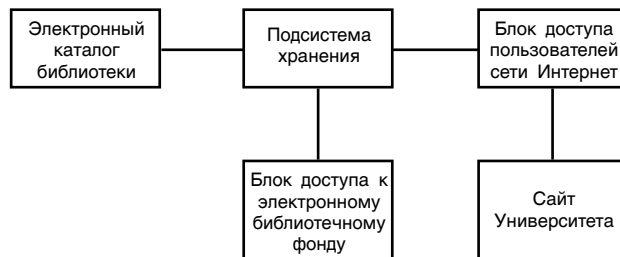 Электронный
каталог
библиотеки
Подсистема
хранения
Блок доступа
пользователей
сети Интернет
Блок доступа к
электронному
библиотечному
фонду
Сайт
Университета